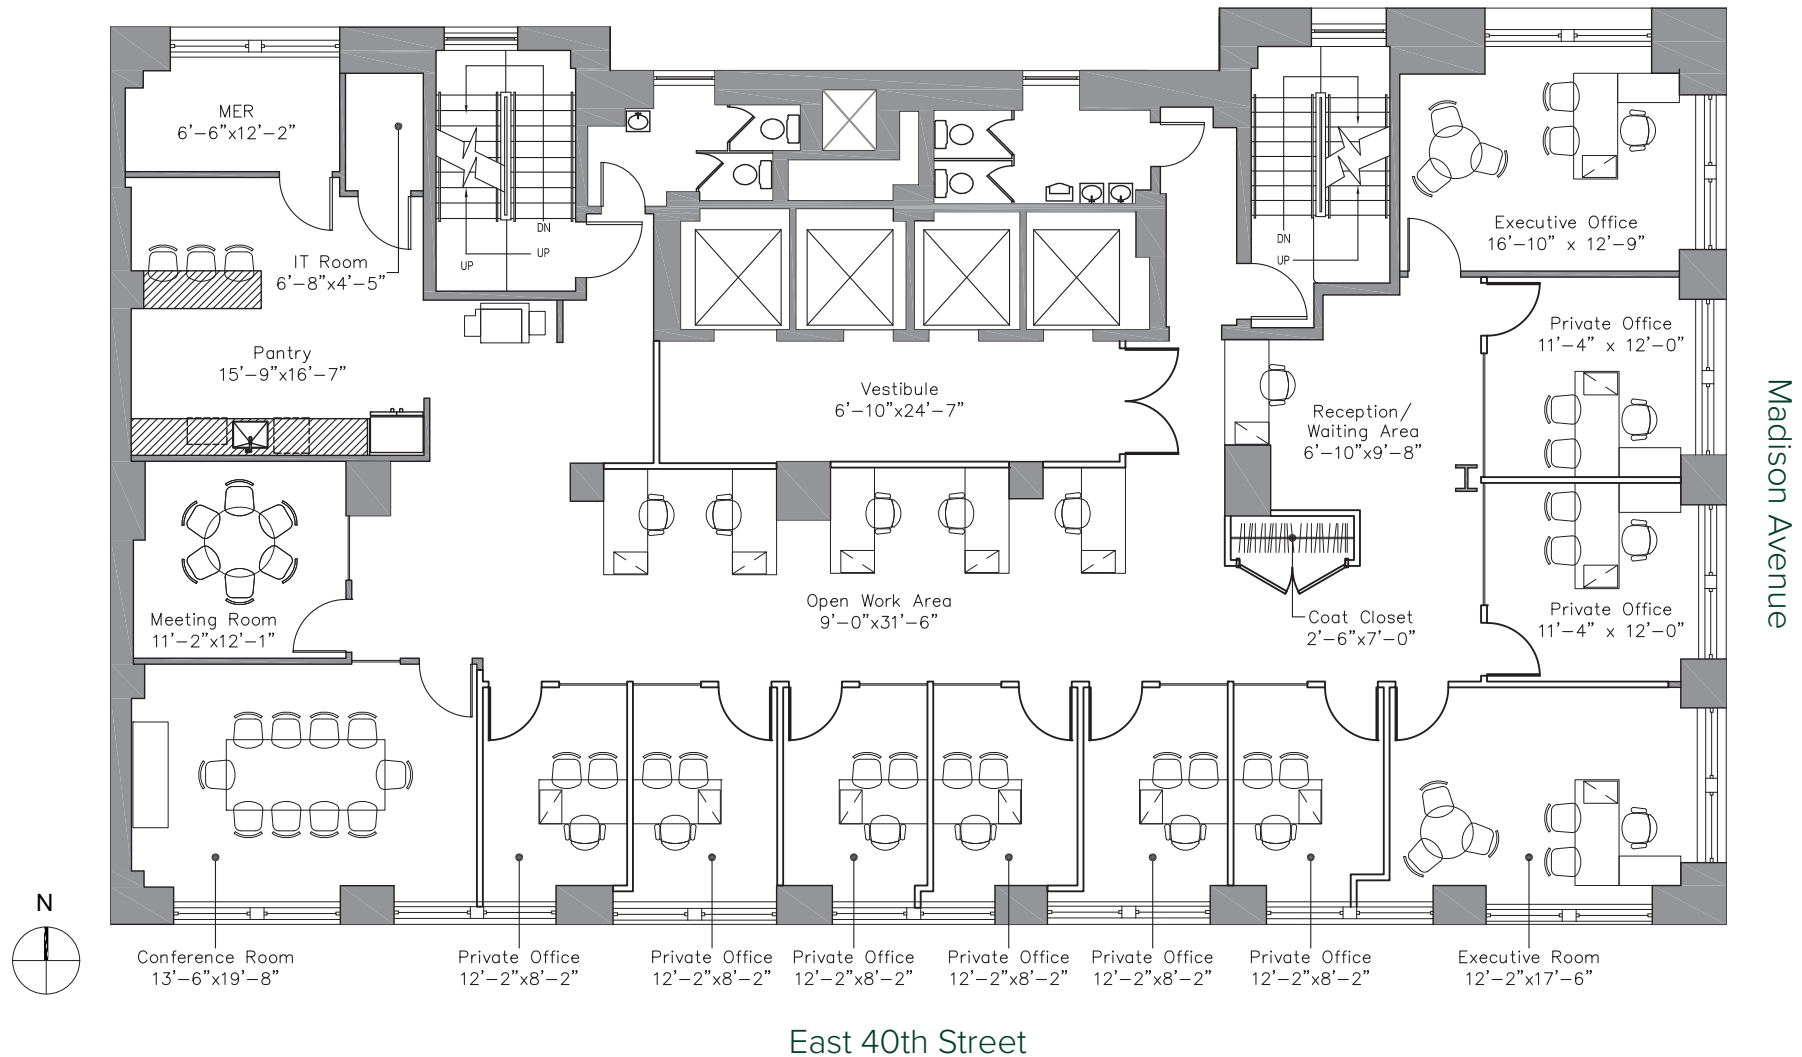 MER
6'-6"x12'-2"
DN
UP
UP
IT Room
6'-8"x4'-5"
DN
UP
Executive Office
16'-10" x 12'-9"
Pantry
15'-9"x16'-7"
Vestibule
6'-10"x24'-7"
Reception/
Waiting Area
6'-10"x9'-8"
Private Office
11'-4" x 12'-0"
Madison Avenue
Meeting Room
11'-2"x12'-1"
Open Work Area
9'-0"x31'-6"
Coat Closet
2'-6"x7'-0"
Private Office
11'-4" x 12'-0"
N
Conference Room
13'-6"x19'-8"
Private Office
12'-2"x8'-2"
Private Office
12'-2"x8'-2"
Private Office
12'-2"x8'-2"
Private Office
12'-2"x8'-2"
Private Office
12'-2"x8'-2"
Private Office
12'-2"x8'-2"
Executive Room
12'-2"x17'-6"
East 40th Street